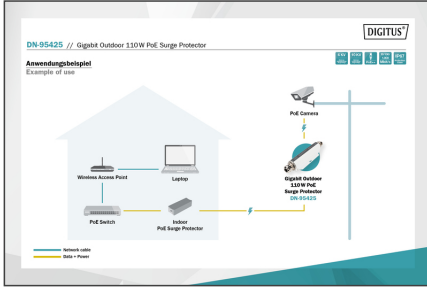 DIGITUS®
DN-95425 // Gigabit Outdoor 110 W PoE Surge Protector
Anwendungsbeispiel
Example of use
PoE Camera
Wireless Access Point
Laptop
Gigabit Outdoor
110 W PoE
Surge Protector
DN-95425
PoE Switch
Indoor
PoE Surge Protector
Network cable
Data + Power